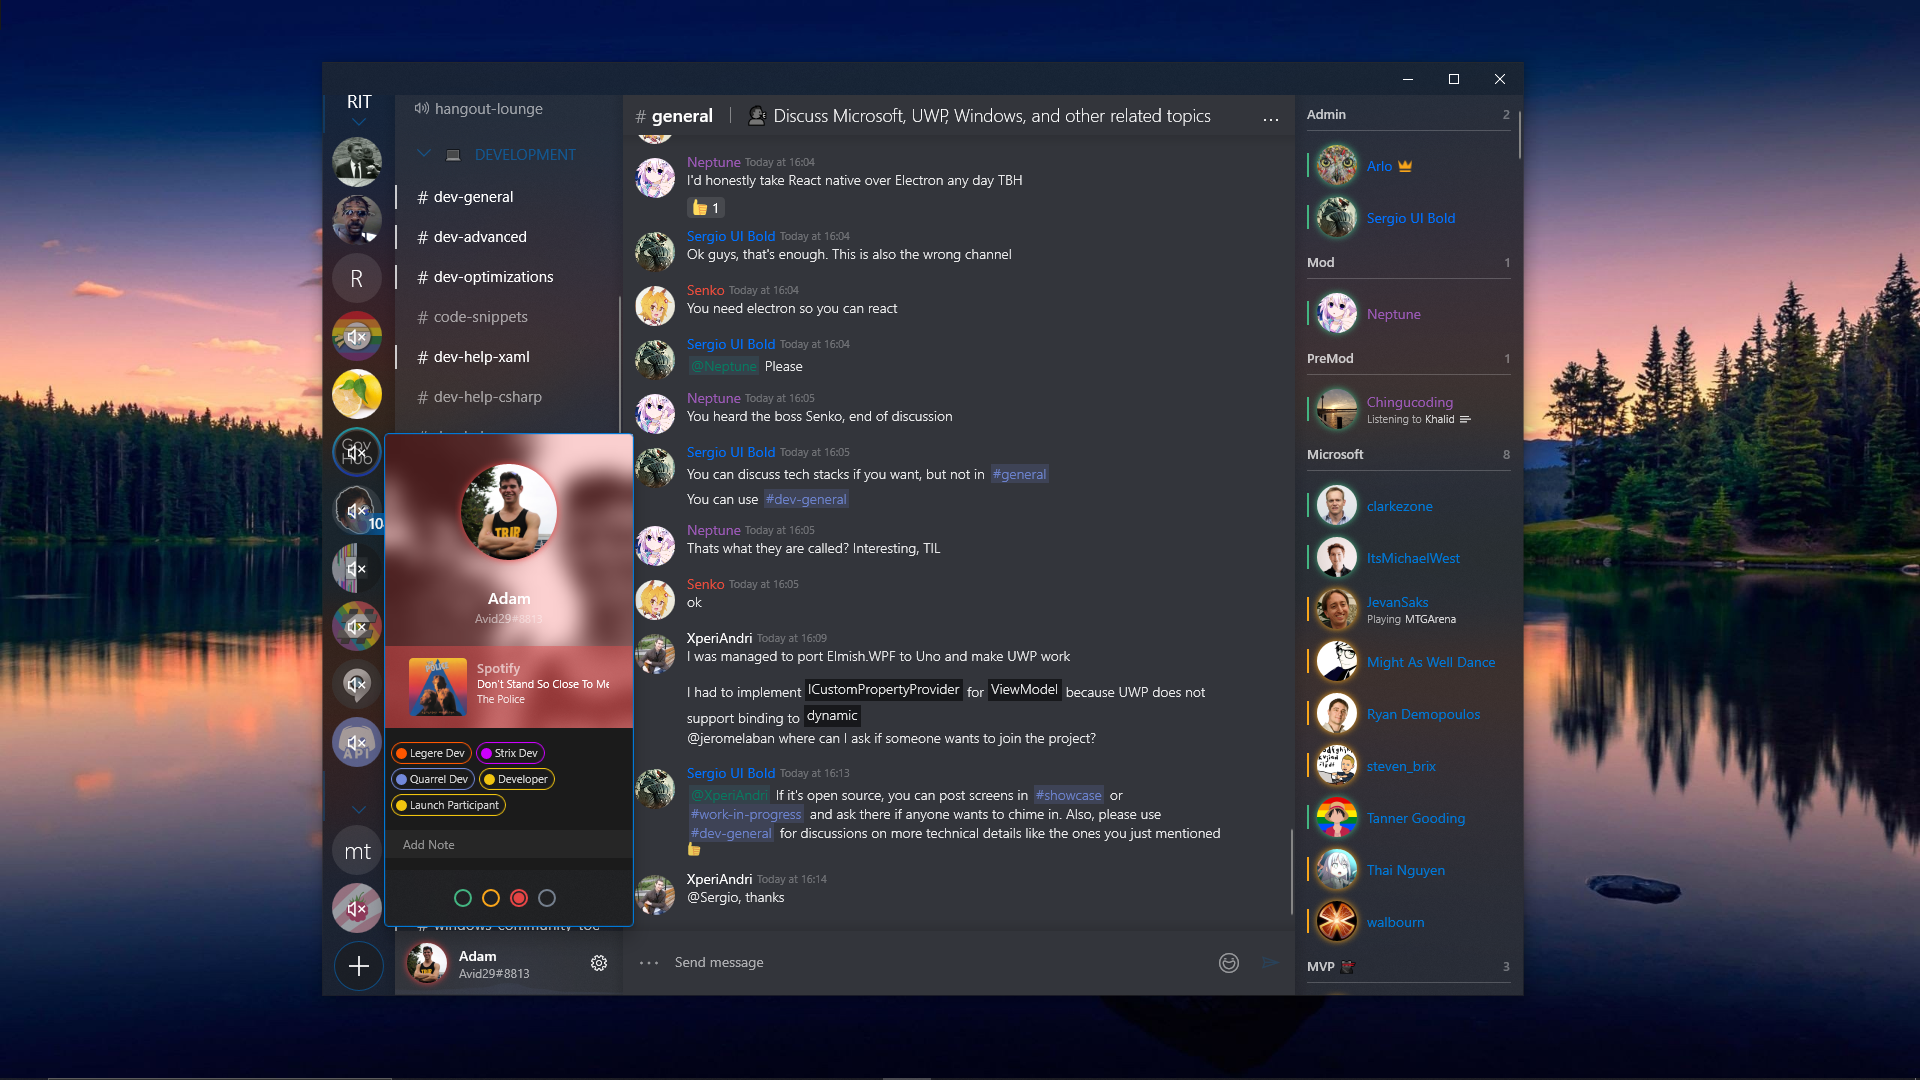 RIT
R
Gov
Hub
10
API
mt
hangout-lounge
DEVELOPMENT
# dev-general
# dev-advanced
# dev-optimizations
# code-snippets
# dev-help-xaml
# dev-help-csharp
Adam
Avid29#8813
Spotify
Don't Stand So Close To Me
The Police
Legere Dev
Strix Dev
Quarrel Dev
Developer
Launch Participant
Add Note
Adam
Avid29#8813
# general
Discuss Microsoft, UWP, Windows, and other related topics
...
Neptune Today at 16:04
I'd honestly take React native over Electron any day TBH
1
Sergio UI Bold Today at 16:04
Ok guys, that's enough. This is also the wrong channel
Senko Today at 16:04
You need electron so you can react
Sergio UI Bold Today at 16:04
@Neptune Please
Neptune Today at 16:05
You heard the boss Senko, end of discussion
Sergio UI Bold Today at 16:05
You can discuss tech stacks if you want, but not in #general
You can use #dev-general
Neptune Today at 16:05
Thats what they are called? Interesting, TIL
Senko Today at 16:05
ok
XperiAndri Today at 16:09
I was managed to port Elmish.WPF to Uno and make UWP work
I had to implement ICustomPropertyProvider for ViewModel because UWP does not
support binding to dynamic
@jeromelaban where can I ask if someone wants to join the project?
Sergio UI Bold Today at 16:13
@XperiAndri If it's open source, you can post screens in #showcase or
#work-in-progress and ask there if anyone wants to chime in. Also, please use
#dev-general for discussions on more technical details like the ones you just mentioned
XperiAndri Today at 16:14
@Sergio, thanks
... Send message
Admin 2
Arlo
Sergio UI Bold
Mod 1
Neptune
PreMod 1
Chingucoding
Listening to Khalid
Microsoft 8
clarkezone
ItsMichaelWest
JevanSaks
Playing MTGArena
Might As Well Dance
Ryan Demopoulos
steven_brix
Tanner Gooding
Thai Nguyen
walbourn
MVP 3